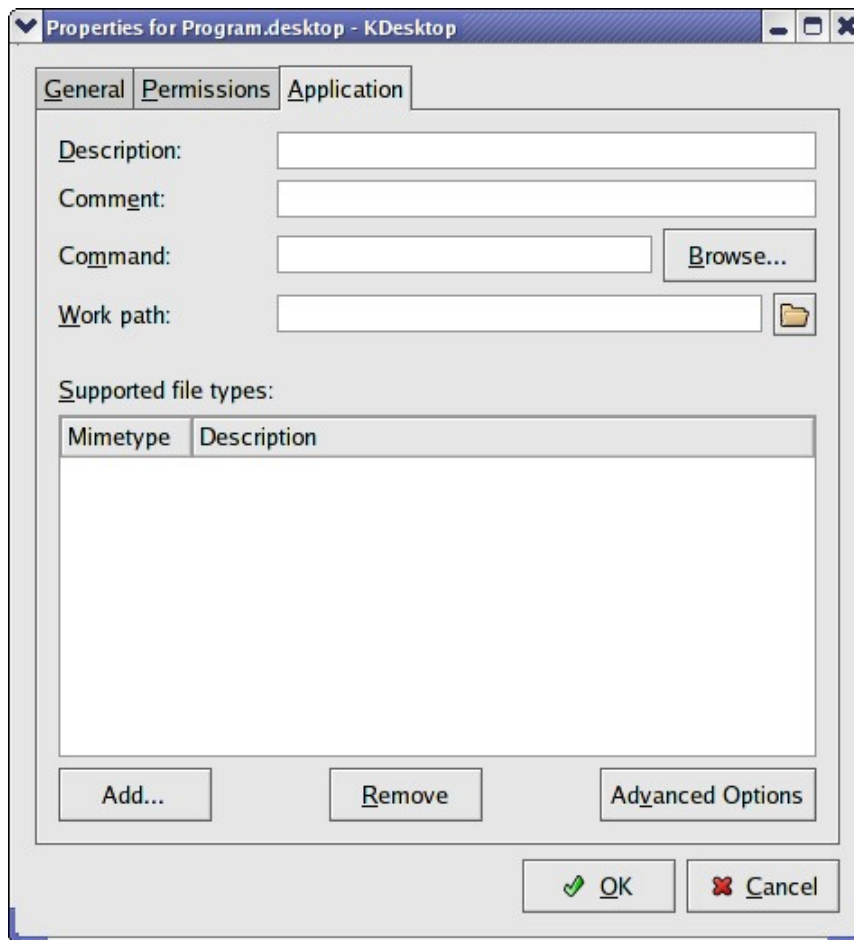 Properties for Program.desktop - KDesktop
General Permissions Application
Description:
Comment:
Command: Browse...
Work path:
Supported file types:
Mimetype Description
Add... Remove Advanced Options
OK Cancel